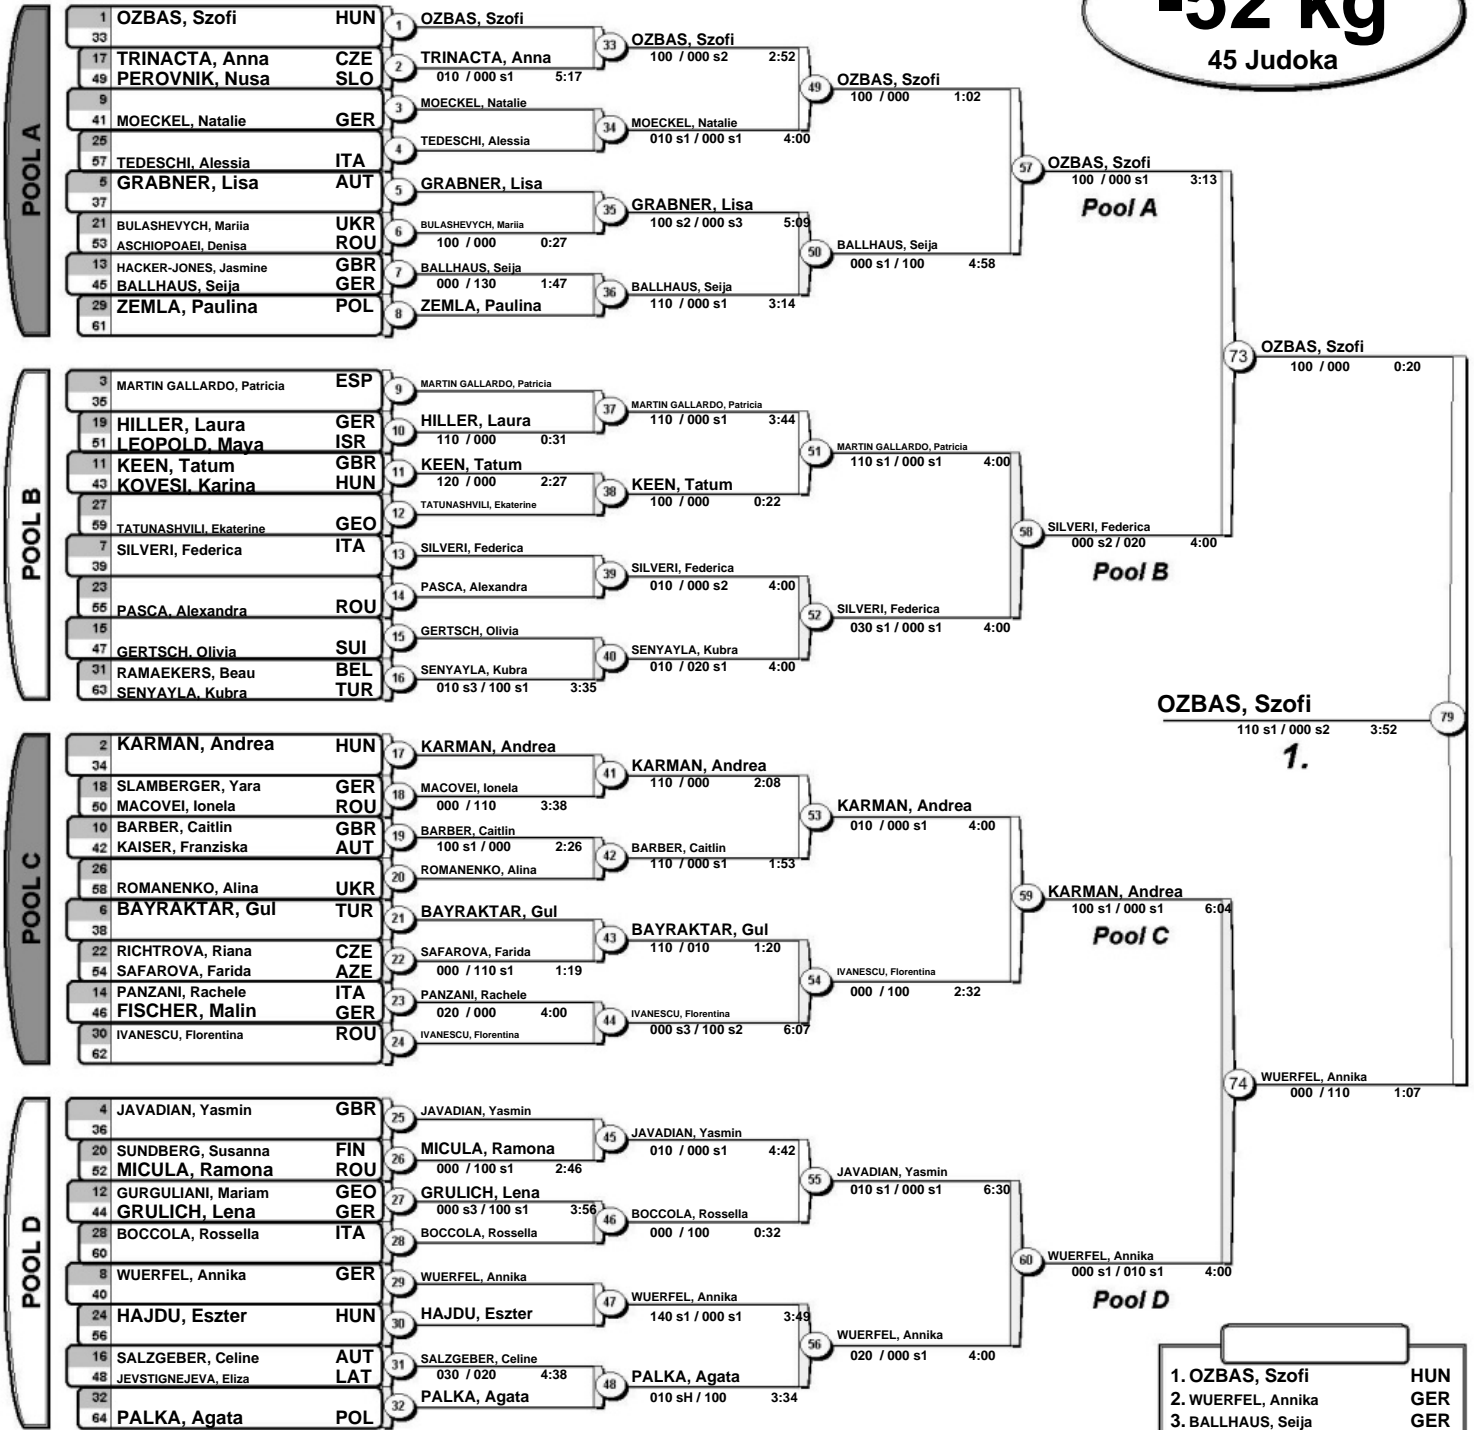 -52 kg
45 Judoka
POOL A
1 OZBAS, Szofi HUN
33
17 TRINACTA, Anna CZE
49 PEROVNIK, Nusa SLO
9
41 MOECKEL, Natalie GER
25
57 TEDESCHI, Alessia ITA
5 GRABNER, Lisa AUT
37
21 BULASHEVYCH, Mariia UKR
53 ASCHIOPOAEI, Denisa ROU
13 HACKER-JONES, Jasmine GBR
45 BALLHAUS, Seija GER
29 ZEMLA, Paulina POL
61
1 OZBAS, Szofi
2 TRINACTA, Anna
010 / 000 s1 5:17
3 MOECKEL, Natalie
4 TEDESCHI, Alessia
5 GRABNER, Lisa
6 BULASHEVYCH, Mariia
100 / 000 0:27
7 BALLHAUS, Seija
000 / 130 1:47
8 ZEMLA, Paulina
33 OZBAS, Szofi
100 / 000 s2 2:52
34 MOECKEL, Natalie
010 s1 / 000 s1 4:00
35 GRABNER, Lisa
100 s2 / 000 s3 5:09
36 BALLHAUS, Seija
110 / 000 s1 3:14
49 OZBAS, Szofi
100 / 000 1:02
50 BALLHAUS, Seija
000 s1 / 100 4:58
57 OZBAS, Szofi
100 / 000 s1 3:13
Pool A
POOL B
3 MARTIN GALLARDO, Patricia ESP
35
19 HILLER, Laura GER
51 LEOPOLD, Maya ISR
11 KEEN, Tatum GBR
43 KOVESI, Karina HUN
27
59 TATUNASHVILI, Ekaterine GEO
7 SILVERI, Federica ITA
39
23
55 PASCA, Alexandra ROU
15
47 GERTSCH, Olivia SUI
31 RAMAEKERS, Beau BEL
63 SENYAYLA, Kubra TUR
9 MARTIN GALLARDO, Patricia
10 HILLER, Laura
110 / 000 0:31
11 KEEN, Tatum
120 / 000 2:27
12 TATUNASHVILI, Ekaterine
13 SILVERI, Federica
14 PASCA, Alexandra
15 GERTSCH, Olivia
16 SENYAYLA, Kubra
010 s3 / 100 s1 3:35
37 MARTIN GALLARDO, Patricia
110 / 000 s1 3:44
38 KEEN, Tatum
100 / 000 0:22
39 SILVERI, Federica
010 / 000 s2 4:00
40 SENYAYLA, Kubra
010 / 020 s1 4:00
51 MARTIN GALLARDO, Patricia
110 s1 / 000 s1 4:00
52 SILVERI, Federica
030 s1 / 000 s1 4:00
58 SILVERI, Federica
000 s2 / 020 4:00
Pool B
73 OZBAS, Szofi
100 / 000 0:20
OZBAS, Szofi
79
110 s1 / 000 s2 3:52
1.
POOL C
2 KARMAN, Andrea HUN
34
18 SLAMBERGER, Yara GER
50 MACOVEI, Ionela ROU
10 BARBER, Caitlin GBR
42 KAISER, Franziska AUT
26
58 ROMANENKO, Alina UKR
6 BAYRAKTAR, Gul TUR
38
22 RICHTROVA, Riana CZE
54 SAFAROVA, Farida AZE
14 PANZANI, Rachele ITA
46 FISCHER, Malin GER
30 IVANESCU, Florentina ROU
62
17 KARMAN, Andrea
18 MACOVEI, Ionela
000 / 110 3:38
19 BARBER, Caitlin
100 s1 / 000 2:26
20 ROMANENKO, Alina
21 BAYRAKTAR, Gul
22 SAFAROVA, Farida
000 / 110 s1 1:19
23 PANZANI, Rachele
020 / 000 4:00
24 IVANESCU, Florentina
41 KARMAN, Andrea
110 / 000 2:08
42 BARBER, Caitlin
110 / 000 s1 1:53
43 BAYRAKTAR, Gul
110 / 010 1:20
44 IVANESCU, Florentina
000 s3 / 100 s2 6:07
53 KARMAN, Andrea
010 / 000 s1 4:00
54 IVANESCU, Florentina
000 / 100 2:32
59 KARMAN, Andrea
100 s1 / 000 s1 6:04
Pool C
POOL D
4 JAVADIAN, Yasmin GBR
36
20 SUNDBERG, Susanna FIN
52 MICULA, Ramona ROU
12 GURGULIANI, Mariam GEO
44 GRULICH, Lena GER
28 BOCCOLA, Rossella ITA
60
8 WUERFEL, Annika GER
40
24 HAJDU, Eszter HUN
56
16 SALZGEBER, Celine AUT
48 JEVSTIGNEJEVA, Eliza LAT
32
64 PALKA, Agata POL
25 JAVADIAN, Yasmin
26 MICULA, Ramona
000 / 100 s1 2:46
27 GRULICH, Lena
000 s3 / 100 s1 3:56
28 BOCCOLA, Rossella
29 WUERFEL, Annika
30 HAJDU, Eszter
31 SALZGEBER, Celine
030 / 020 4:38
32 PALKA, Agata
45 JAVADIAN, Yasmin
010 / 000 s1 4:42
46 BOCCOLA, Rossella
000 / 100 0:32
47 WUERFEL, Annika
140 s1 / 000 s1 3:49
48 PALKA, Agata
010 sH / 100 3:34
55 JAVADIAN, Yasmin
010 s1 / 000 s1 6:30
56 WUERFEL, Annika
020 / 000 s1 4:00
60 WUERFEL, Annika
000 s1 / 010 s1 4:00
Pool D
74 WUERFEL, Annika
000 / 110 1:07
1. OZBAS, Szofi HUN
2. WUERFEL, Annika GER
3. BALLHAUS, Seija GER